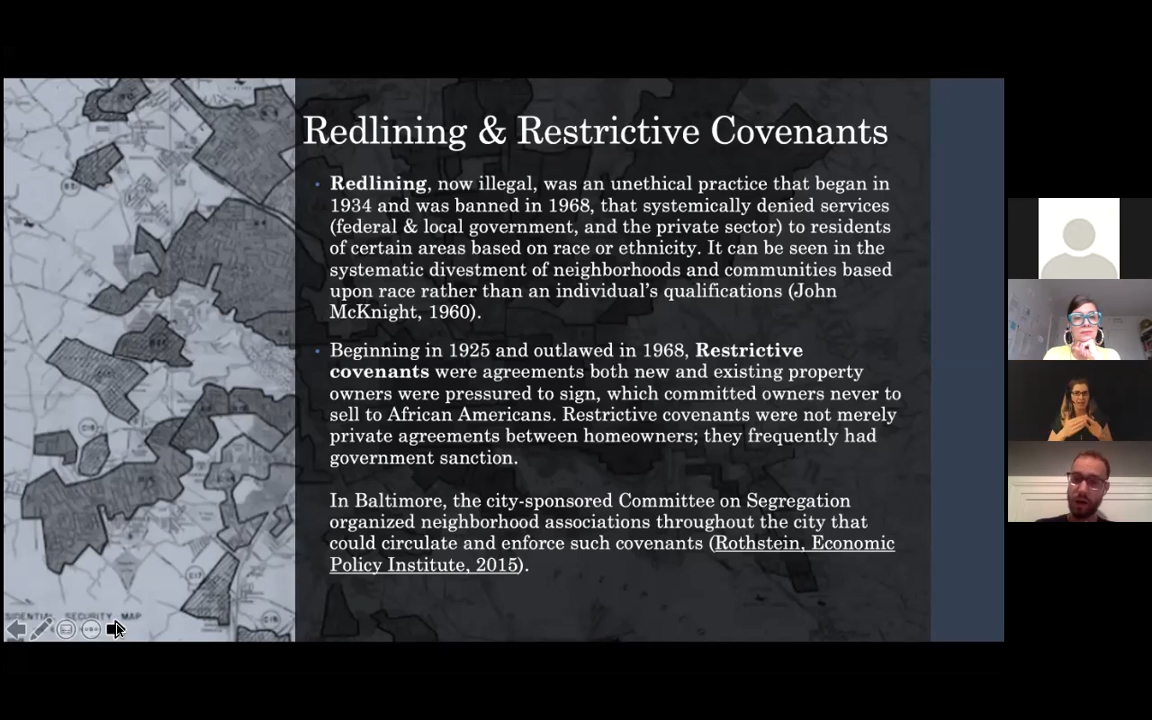 Redlining & Restrictive Covenants
Redlining, now illegal, was an unethical practice that began in
1934 and was banned in 1968, that systemically denied services
(federal & local government, and the private sector) to residents
of certain areas based on race or ethnicity. It can be seen in the
systematic divestment of neighborhoods and communities based
upon race rather than an individual's qualifications (John
McKnight, 1960).
Beginning in 1925 and outlawed in 1968, Restrictive
covenants were agreements both new and existing property
owners were pressured to sign, which committed owners never to
sell to African Americans. Restrictive covenants were not merely
private agreements between homeowners; they frequently had
government sanction.
In Baltimore, the city-sponsored Committee on Segregation
organized neighborhood associations throughout the city that
could circulate and enforce such covenants (Rothstein, Economic
Policy Institute, 2015).
SECURITY MAP